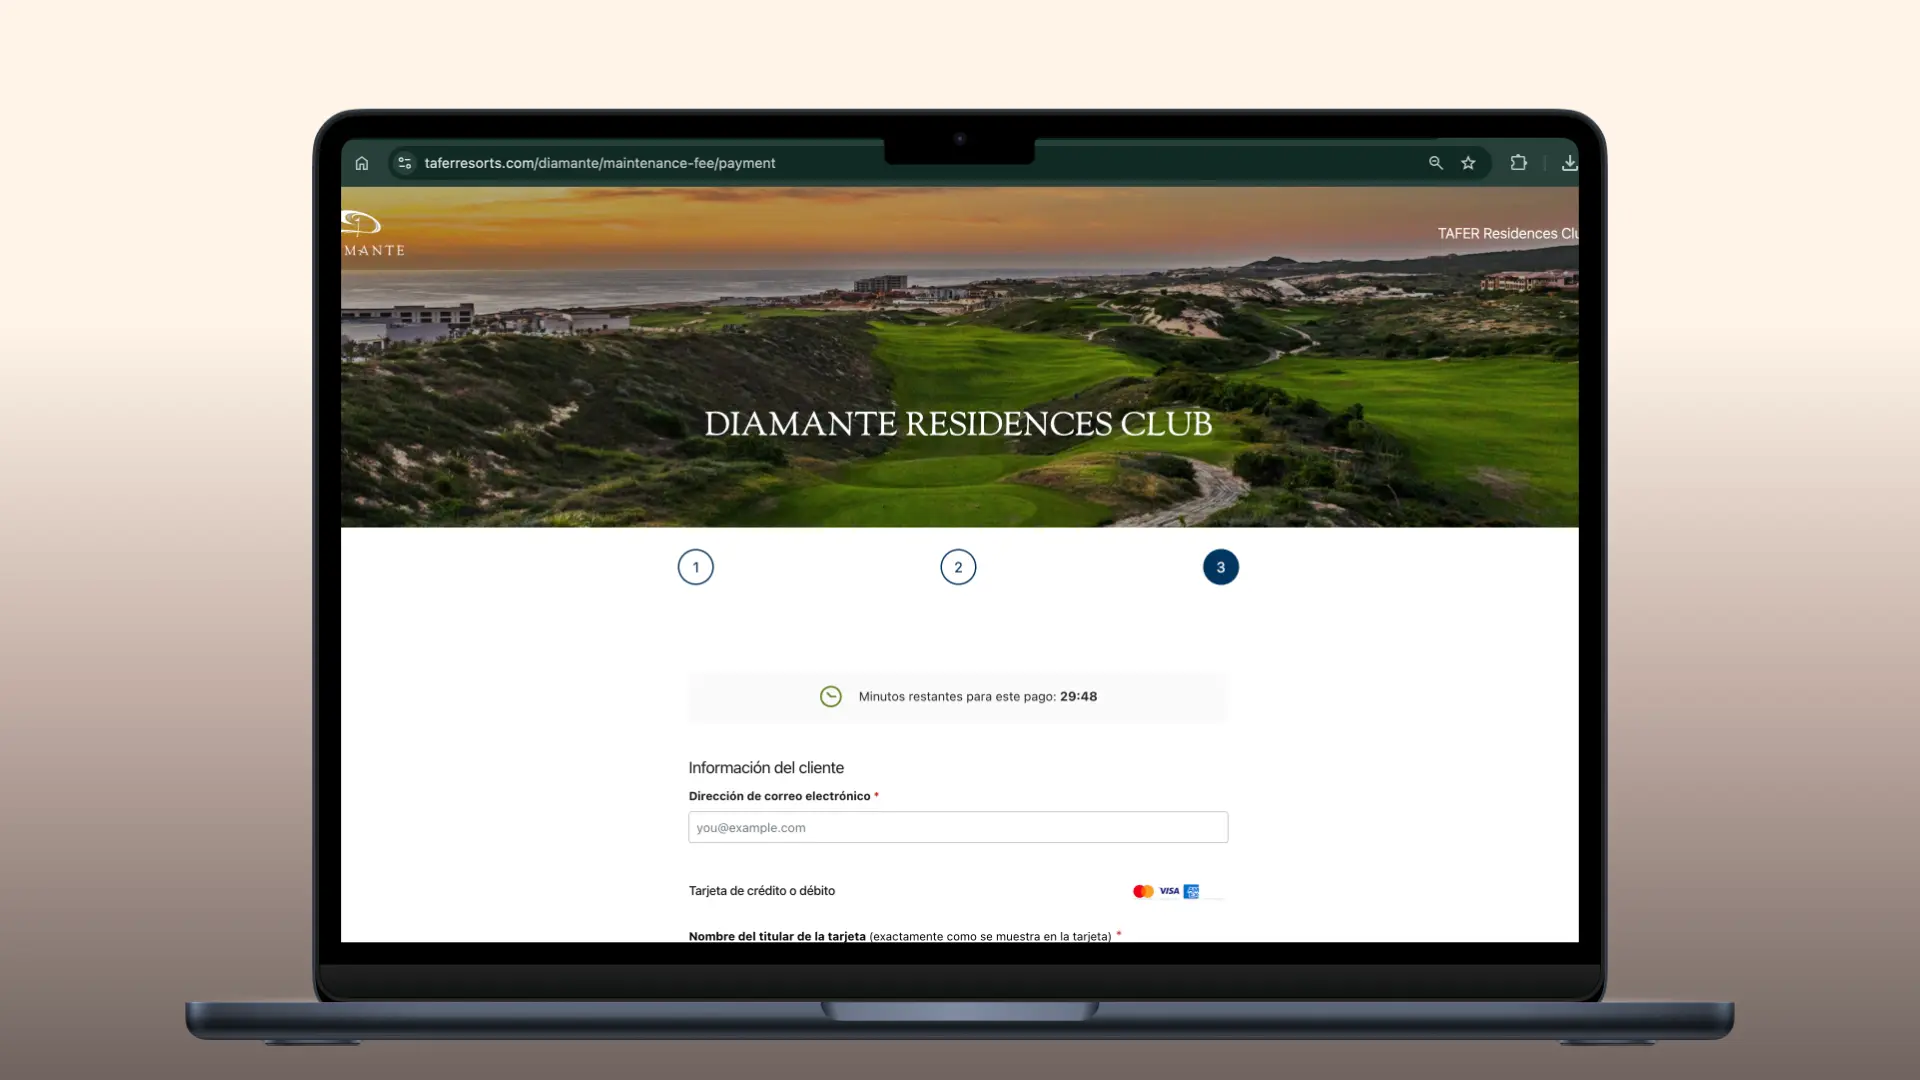 taferresorts.com/diamante/maintenance-fee/payment
MANTE
TAFER Residences Clu
DIAMANTE RESIDENCES CLUB
1
2
3
Minutos restantes para este pago: 29:48
Información del cliente
Dirección de correo electrónico *
you@example.com
Tarjeta de crédito o débito
VISA
Nombre del titular de la tarjeta (exactamente como se muestra en la tarjeta) *